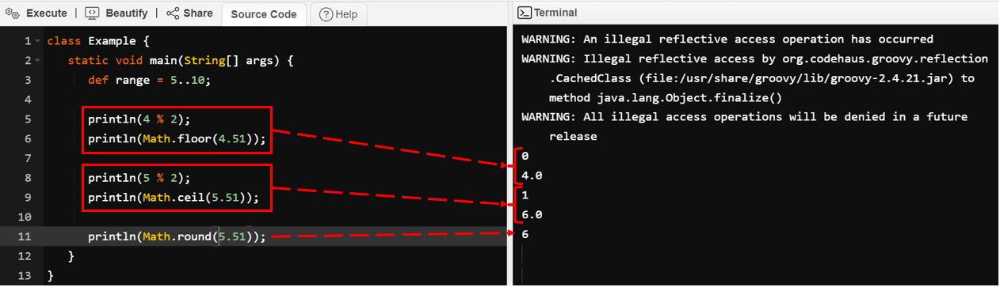 Execute | Beautify | Share Source Code Help
1 class Example {
2 static void main(String[] args) {
3 def range = 5..10;
4
5 println(4 % 2);
6 println(Math.floor(4.51));
7
8 println(5 % 2);
9 println(Math.ceil(5.51));
10
11 println(Math.round(5.51));
12 }
13 }
Terminal
WARNING: An illegal reflective access operation has occurred
WARNING: Illegal reflective access by org.codehaus.groovy.reflection
.CachedClass (file:/usr/share/groovy/lib/groovy-2.4.21.jar) to
method java.lang.Object.finalize()
WARNING: All illegal access operations will be denied in a future
release
0
4.0
1
6.0
6